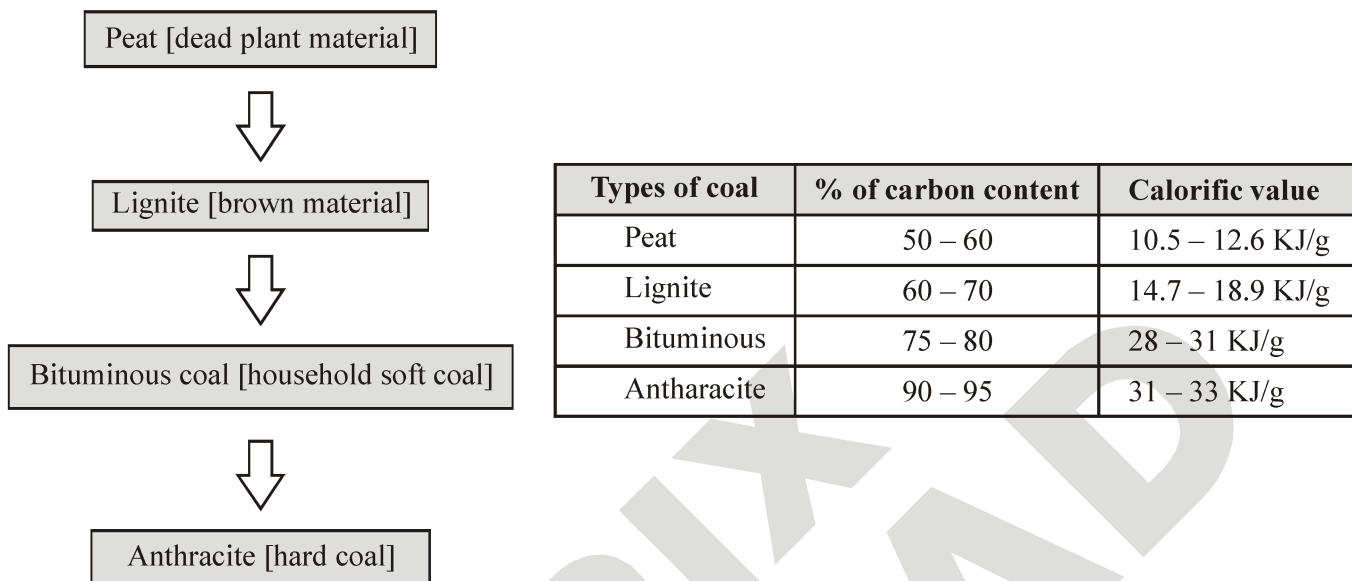 Peat [dead plant material]
Lignite [brown material]
Bituminous coal [household soft coal]
Anthracite [hard coal]
Types of coal % of carbon content Calorific value
Peat 50 – 60 10.5 – 12.6 KJ/g
Lignite 60 – 70 14.7 – 18.9 KJ/g
Bituminous 75 – 80 28 – 31 KJ/g
Antharacite 90 – 95 31 – 33 KJ/g